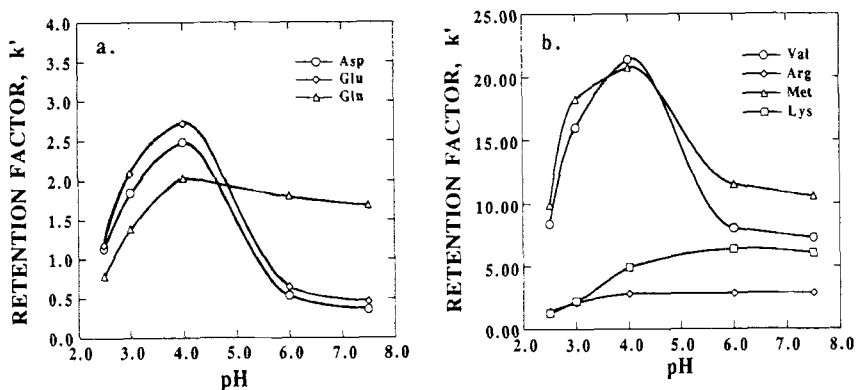 a.
RETENTION FACTOR, k'
4.0
3.5
3.0
2.5
2.0
1.5
1.0
0.5
0.0
Asp
Glu
Gln
2.0 3.0 4.0 5.0 6.0 7.0 8.0
pH
b.
RETENTION FACTOR, k'
25.00
20.00
15.00
10.00
5.00
0.00
Val
Arg
Met
Lys
2.0 3.0 4.0 5.0 6.0 7.0 8.0
pH